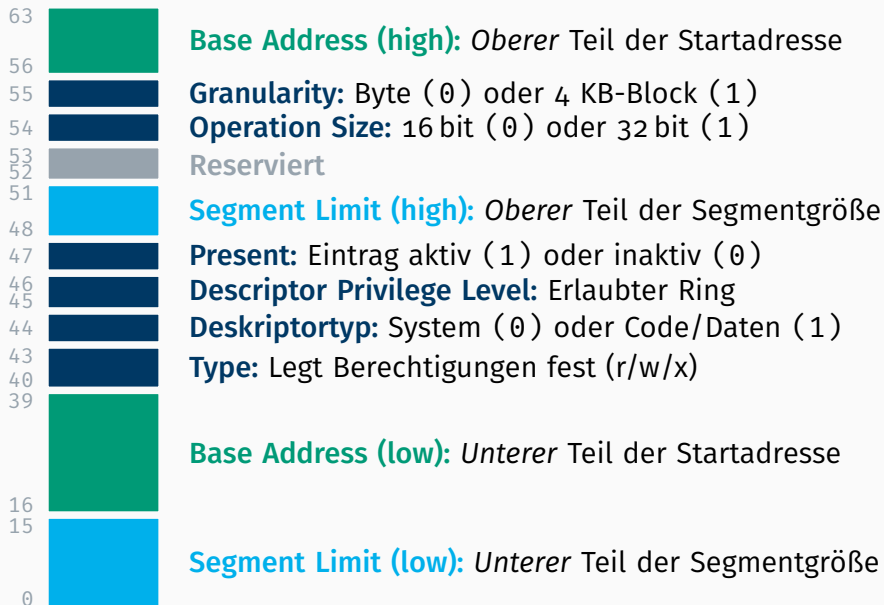 63
Base Address (high): Oberer Teil der Startadresse
56
55 Granularity: Byte (0) oder 4 KB-Block (1)
54 Operation Size: 16 bit (0) oder 32 bit (1)
53
52 Reserviert
51
Segment Limit (high): Oberer Teil der Segmentgröße
48
47 Present: Eintrag aktiv (1) oder inaktiv (0)
46
45 Descriptor Privilege Level: Erlaubter Ring
44 Deskriptortyp: System (0) oder Code/Daten (1)
43
Type: Legt Berechtigungen fest (r/w/x)
40
39
Base Address (low): Unterer Teil der Startadresse
16
15
Segment Limit (low): Unterer Teil der Segmentgröße
0